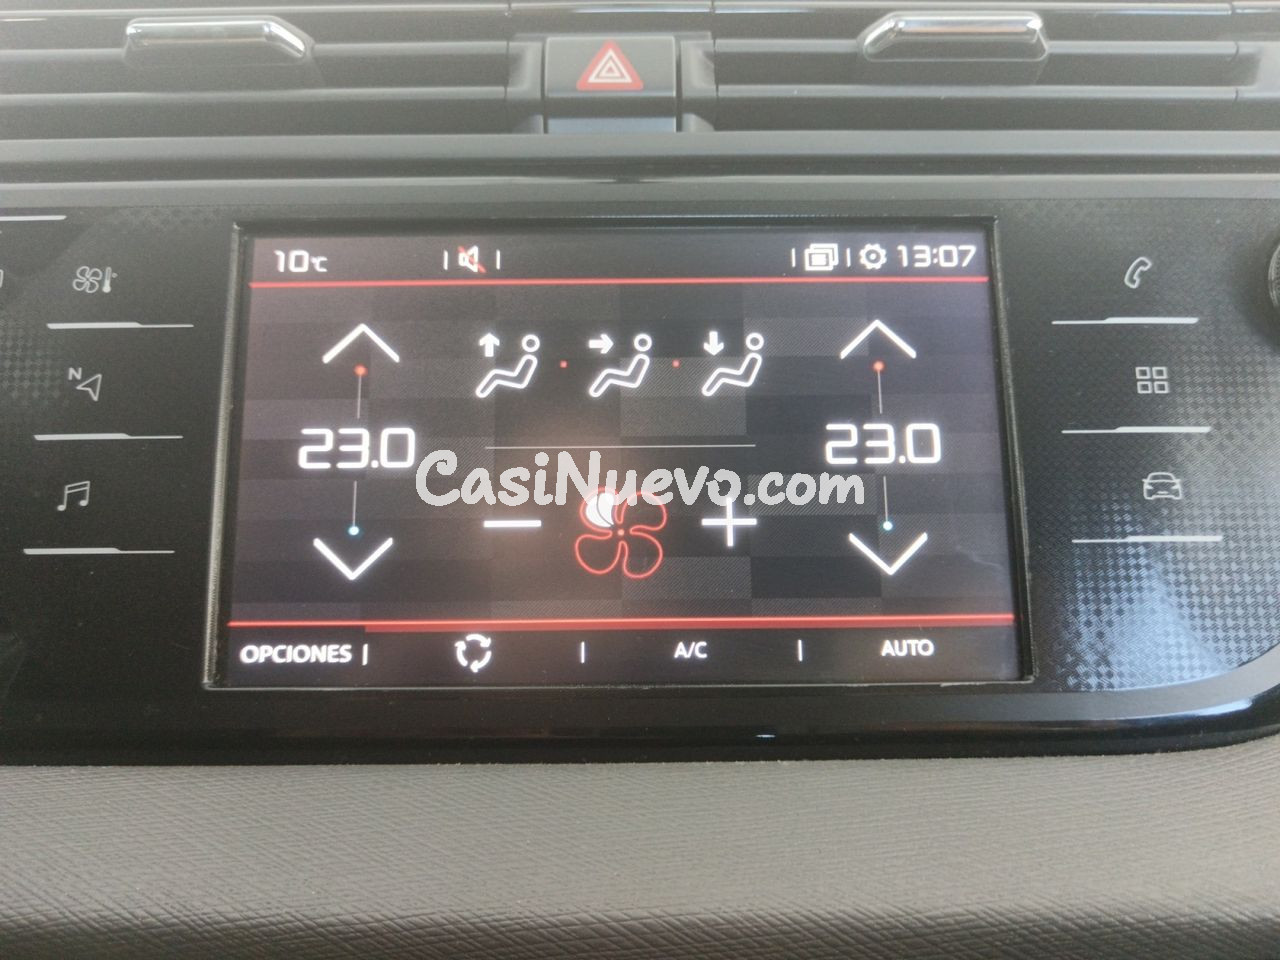 10°C
13:07
N
23.0
23.0
CasiNuevo.com
OPCIONES
A/C
AUTO